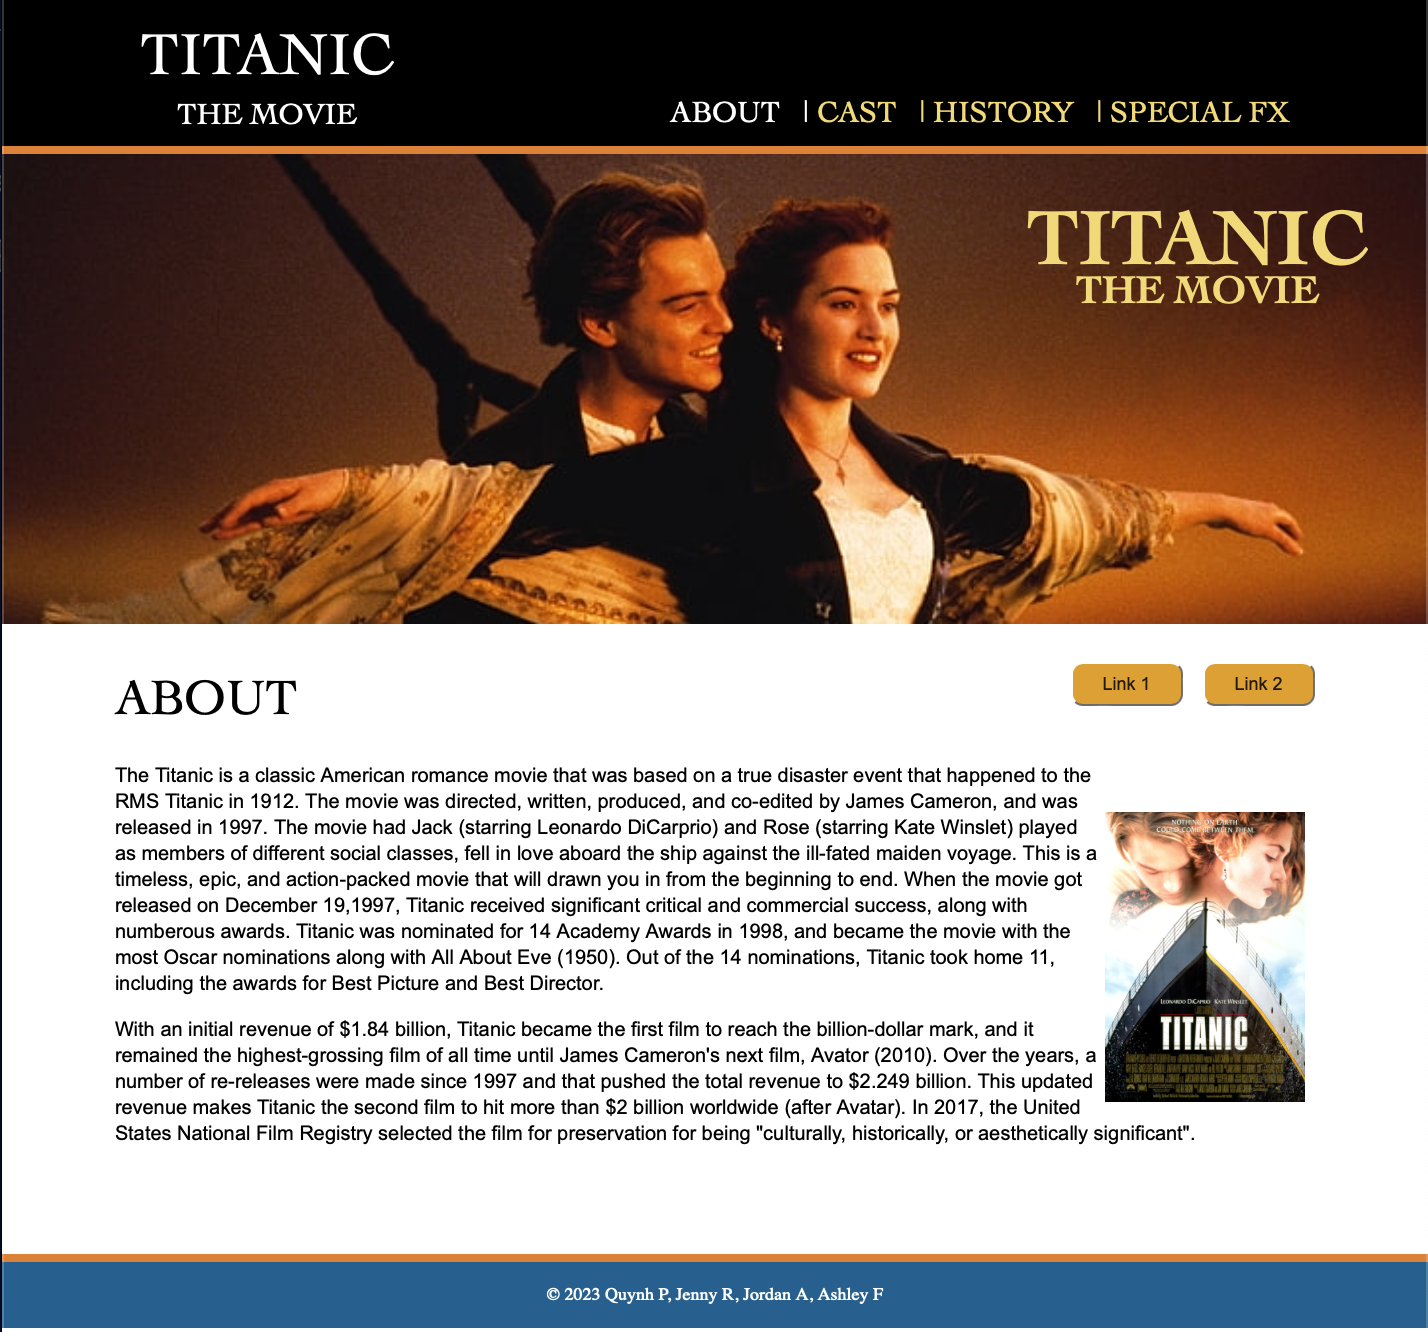 TITANIC
THE MOVIE
ABOUT | CAST | HISTORY | SPECIAL FX
TITANIC
THE MOVIE
ABOUT
Link 1
Link 2
The Titanic is a classic American romance movie that was based on a true disaster event that happened to the
RMS Titanic in 1912. The movie was directed, written, produced, and co-edited by James Cameron, and was
released in 1997. The movie had Jack (starring Leonardo DiCarprio) and Rose (starring Kate Winslet) played
as members of different social classes, fell in love aboard the ship against the ill-fated maiden voyage. This is a
timeless, epic, and action-packed movie that will drawn you in from the beginning to end. When the movie got
released on December 19,1997, Titanic received significant critical and commercial success, along with
numberous awards. Titanic was nominated for 14 Academy Awards in 1998, and became the movie with the
most Oscar nominations along with All About Eve (1950). Out of the 14 nominations, Titanic took home 11,
including the awards for Best Picture and Best Director.
With an initial revenue of $1.84 billion, Titanic became the first film to reach the billion-dollar mark, and it
remained the highest-grossing film of all time until James Cameron's next film, Avator (2010). Over the years, a
number of re-releases were made since 1997 and that pushed the total revenue to $2.249 billion. This updated
revenue makes Titanic the second film to hit more than $2 billion worldwide (after Avatar). In 2017, the United
States National Film Registry selected the film for preservation for being "culturally, historically, or aesthetically significant".
NOTHING ON EARTH
COULD COME BETWEEN THEM.
LEONARDO DICAPRIO KATE WINSLET
TITANIC
© 2023 Quynh P, Jenny R, Jordan A, Ashley F